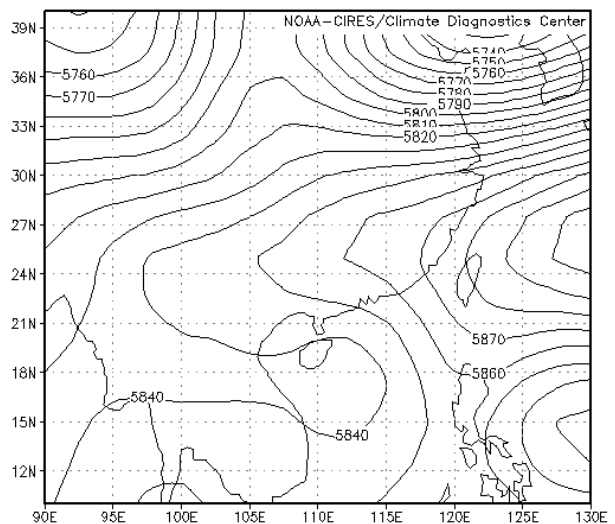 NOAA-CIRES/Climate Diagnostics Center
39N
5740
5750
5760
5760
36N
5770
5770
5780
5790
33N
5800
5810
5820
30N
27N
24N
21N
5870
18N
5860
5840
15N
5840
12N
90E 95E 100E 105E 110E 115E 120E 125E 130E